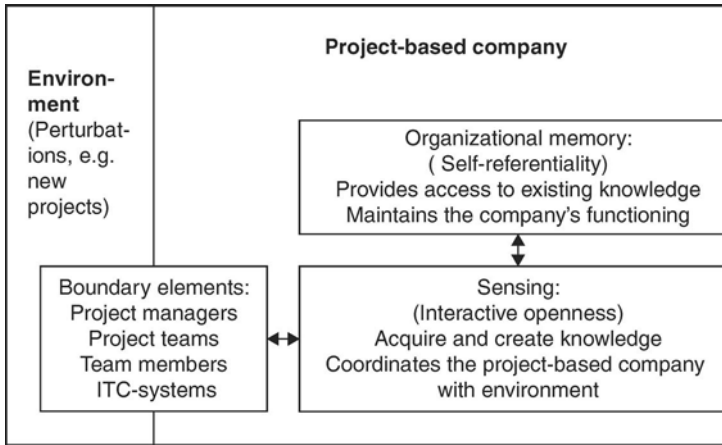 Project-based company
Environ-
ment
(Perturbat-
ions, e.g.
new
projects)
Organizational memory:
( Self-referentiality)
Provides access to existing knowledge
Maintains the company's functioning
Boundary elements:
Project managers
Project teams
Team members
ITC-systems
Sensing:
(Interactive openness)
Acquire and create knowledge
Coordinates the project-based company
with environment